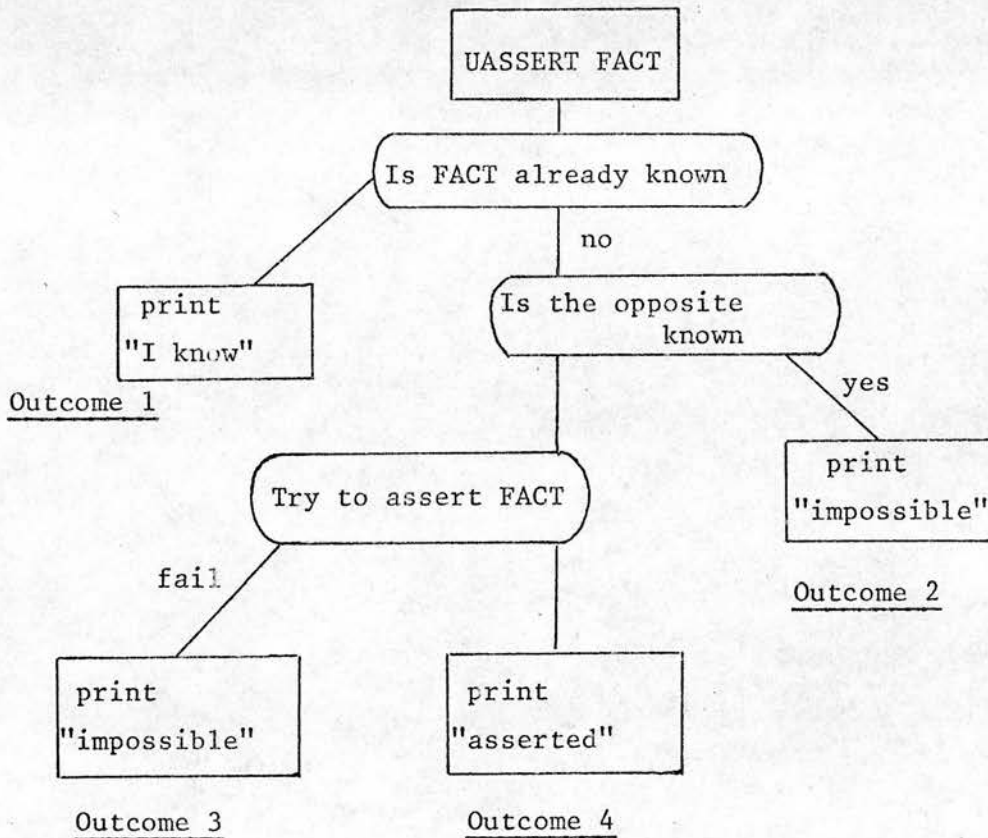 UASSERT FACT
Is FACT already known
no
print
"I know"
Outcome 1
Is the opposite
known
yes
print
"impossible"
Outcome 2
Try to assert FACT
fail
print
"impossible"
Outcome 3
print
"asserted"
Outcome 4